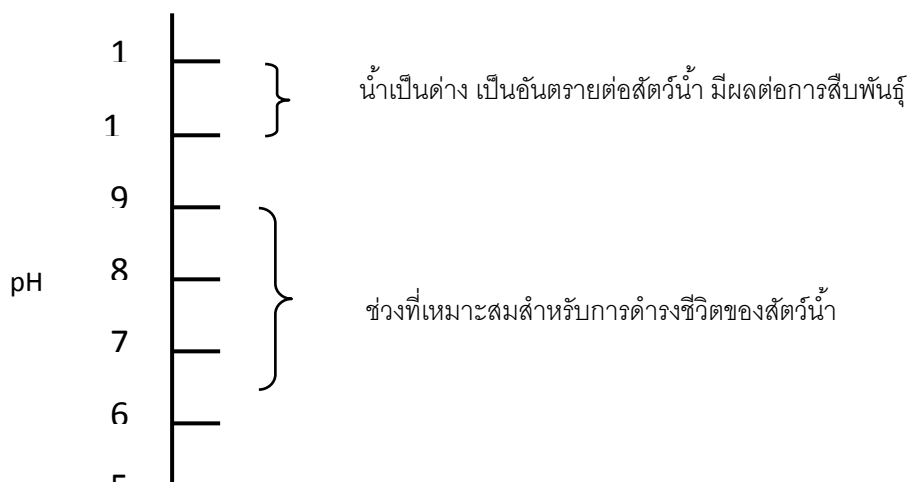 1
น้ำเป็นด่าง เป็นอันตรายต่อสัตว์น้ำ มีผลต่อการสืบพันธุ์
1
9
pH
8
ช่วงที่เหมาะสมสำหรับการดำรงชีวิตของสัตว์น้ำ
7
6